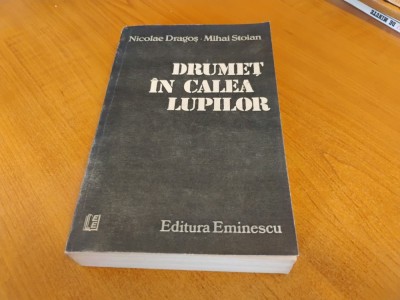 Nicolae Dragoș · Mihai Stoian
DRUMEȚ
ÎN CALEA
LUPILOR
Editura Eminescu